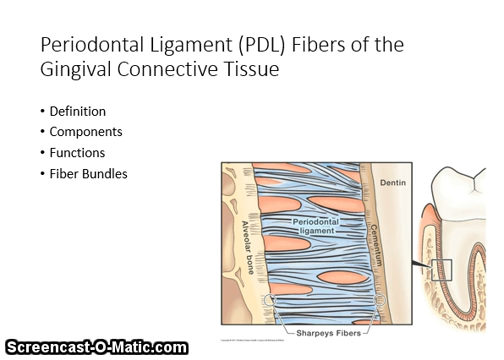 Periodontal Ligament (PDL) Fibers of the
Gingival Connective Tissue
• Definition
• Components
• Functions
• Fiber Bundles
Dentin
Periodontal
ligament
Alveolar bone
Cementum
Sharpeys Fibers
Screencast-O-Matic.com